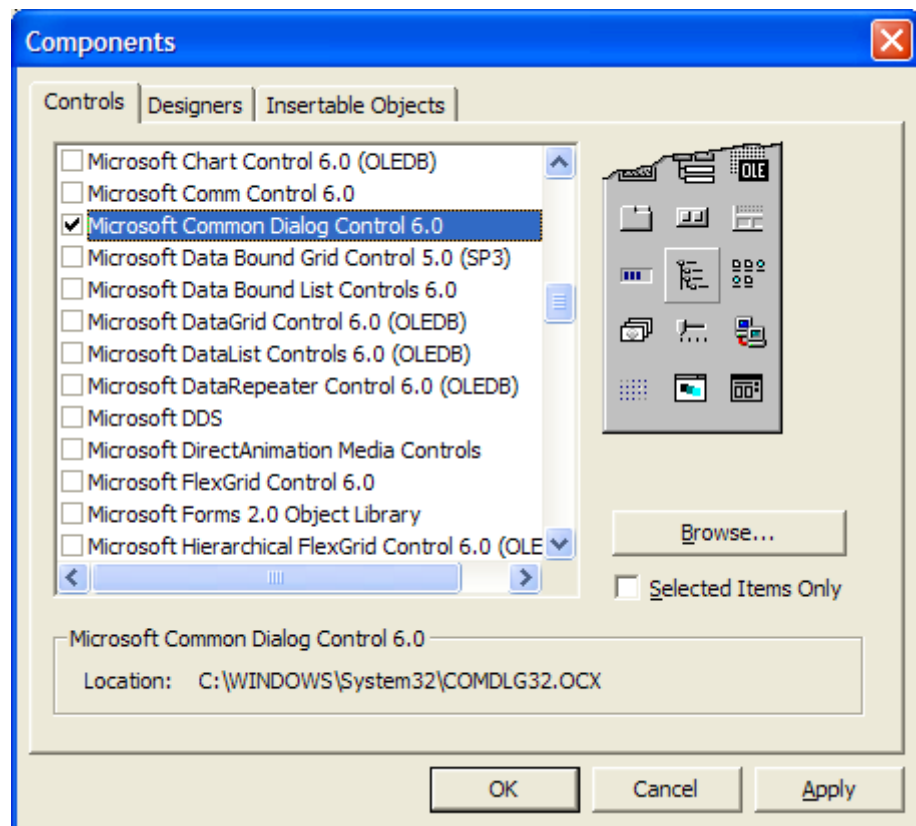 Components
Controls Designers Insertable Objects
Microsoft Chart Control 6.0 (OLEDB)
Microsoft Comm Control 6.0
Microsoft Common Dialog Control 6.0
Microsoft Data Bound Grid Control 5.0 (SP3)
Microsoft Data Bound List Controls 6.0
Microsoft DataGrid Control 6.0 (OLEDB)
Microsoft DataList Controls 6.0 (OLEDB)
Microsoft DataRepeater Control 6.0 (OLEDB)
Microsoft DDS
Microsoft DirectAnimation Media Controls
Microsoft FlexGrid Control 6.0
Microsoft Forms 2.0 Object Library
Microsoft Hierarchical FlexGrid Control 6.0 (OLE
OLE
Browse...
Selected Items Only
Microsoft Common Dialog Control 6.0
Location: C:\WINDOWS\System32\COMDLG32.OCX
OK Cancel Apply